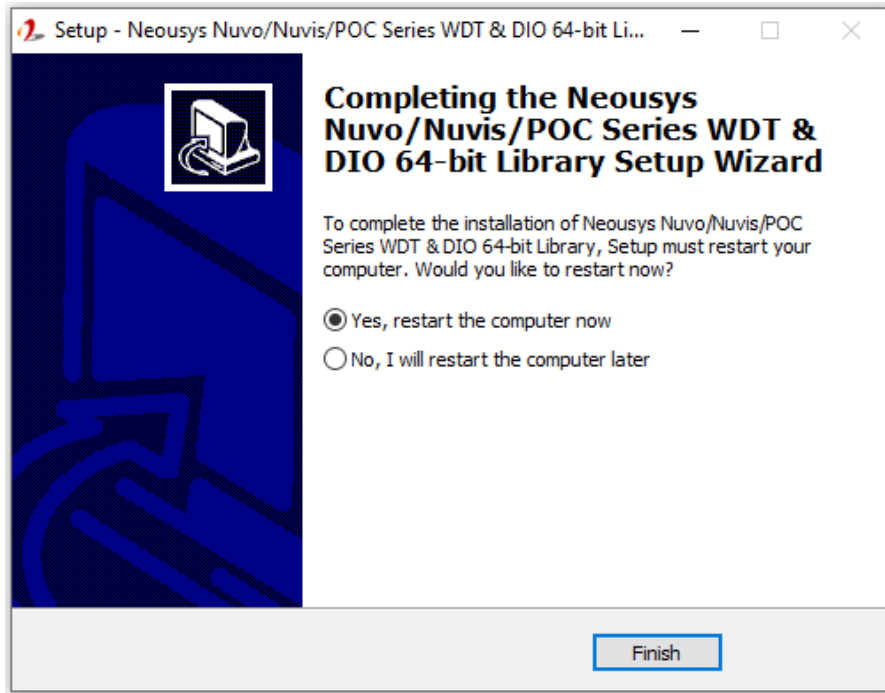 Setup - Neousys Nuvo/Nuvis/POC Series WDT & DIO 64-bit Li...
Completing the Neousys
Nuvo/Nuvis/POC Series WDT &
DIO 64-bit Library Setup Wizard
To complete the installation of Neousys Nuvo/Nuvis/POC
Series WDT & DIO 64-bit Library, Setup must restart your
computer. Would you like to restart now?
Yes, restart the computer now
No, I will restart the computer later
Finish